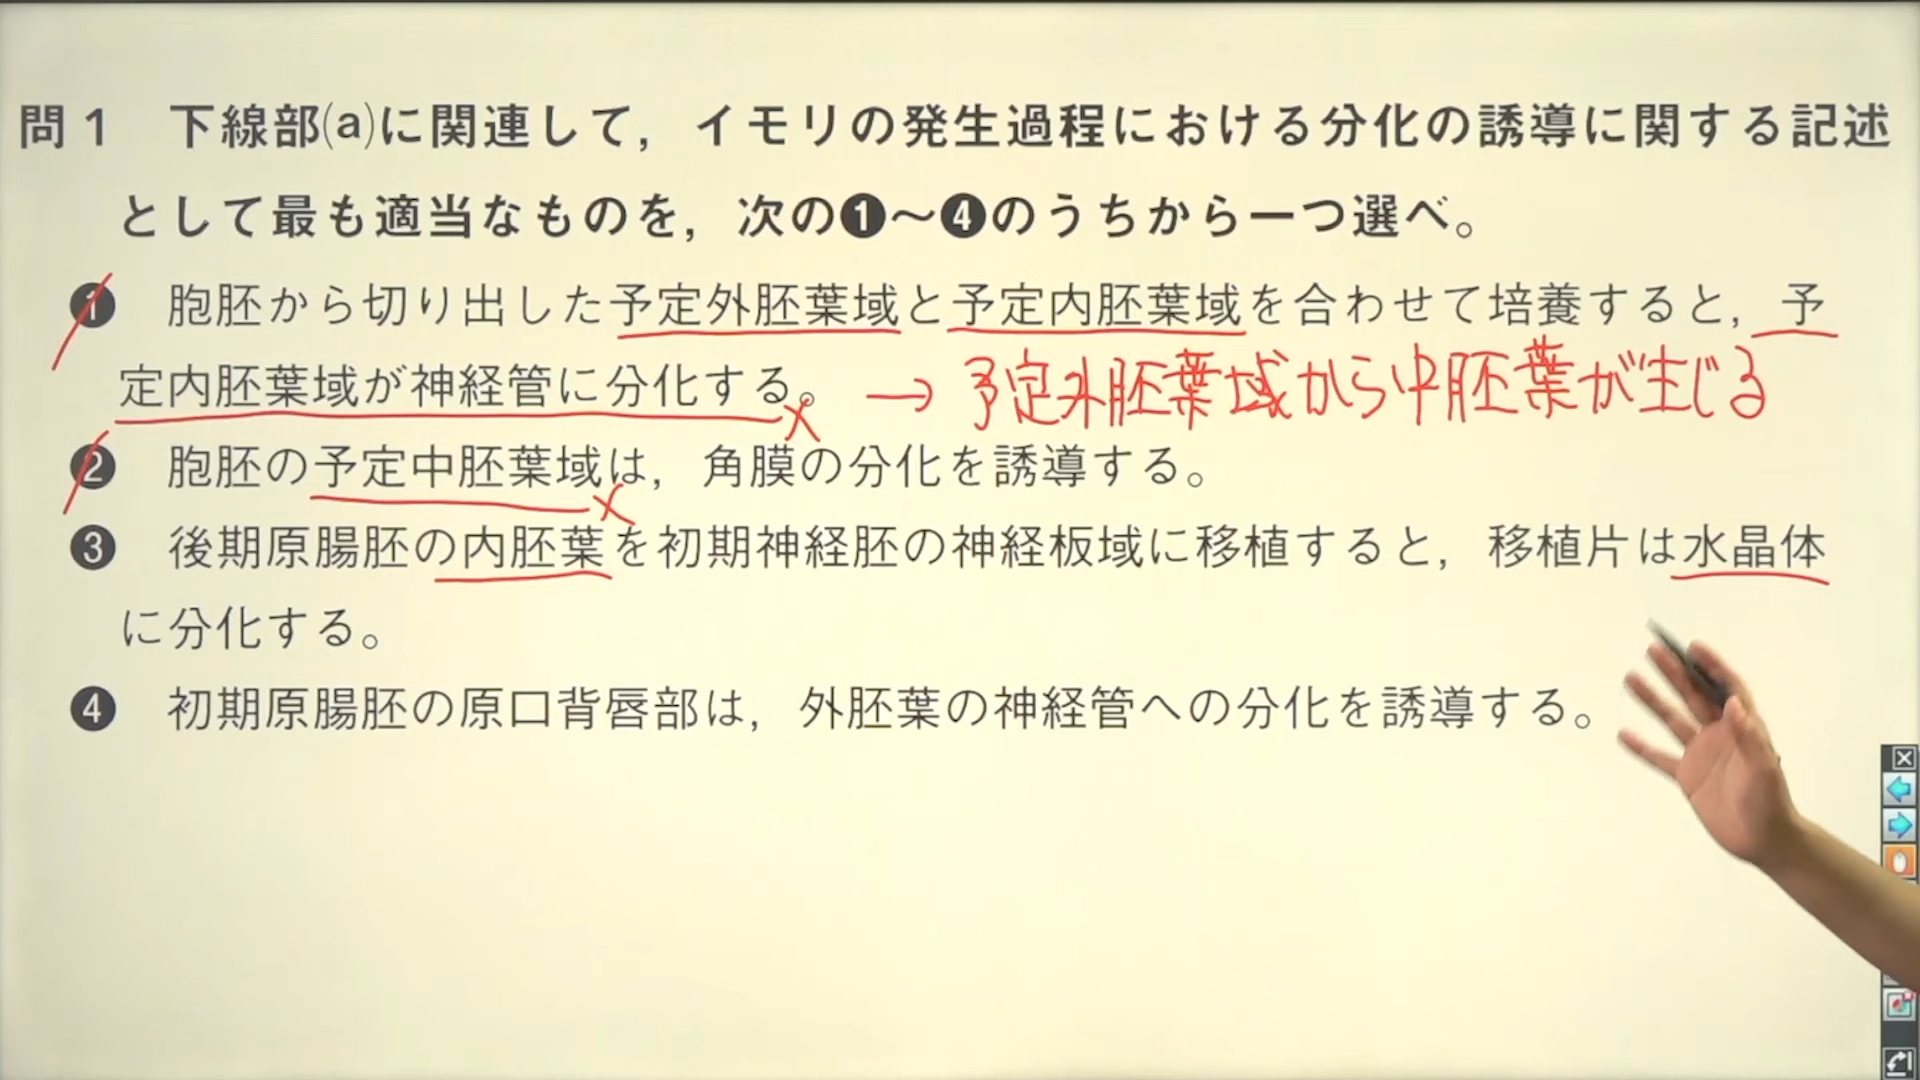 問1 下線部(a)に関連して，イモリの発生過程における分化の誘導に関する記述
として最も適当なものを，次の❶～❹のうちから一つ選べ。
❶ 胞胚から切り出した予定外胚葉域と予定内胚葉域を合わせて培養すると，予
定内胚葉域が神経管に分化する。 → 予定外胚葉域から中胚葉が生じる
❷ 胞胚の予定中胚葉域は，角膜の分化を誘導する。
❸ 後期原腸胚の内胚葉を初期神経胚の神経板域に移植すると，移植片は水晶体
に分化する。
❹ 初期原腸胚の原口背唇部は，外胚葉の神経管への分化を誘導する。